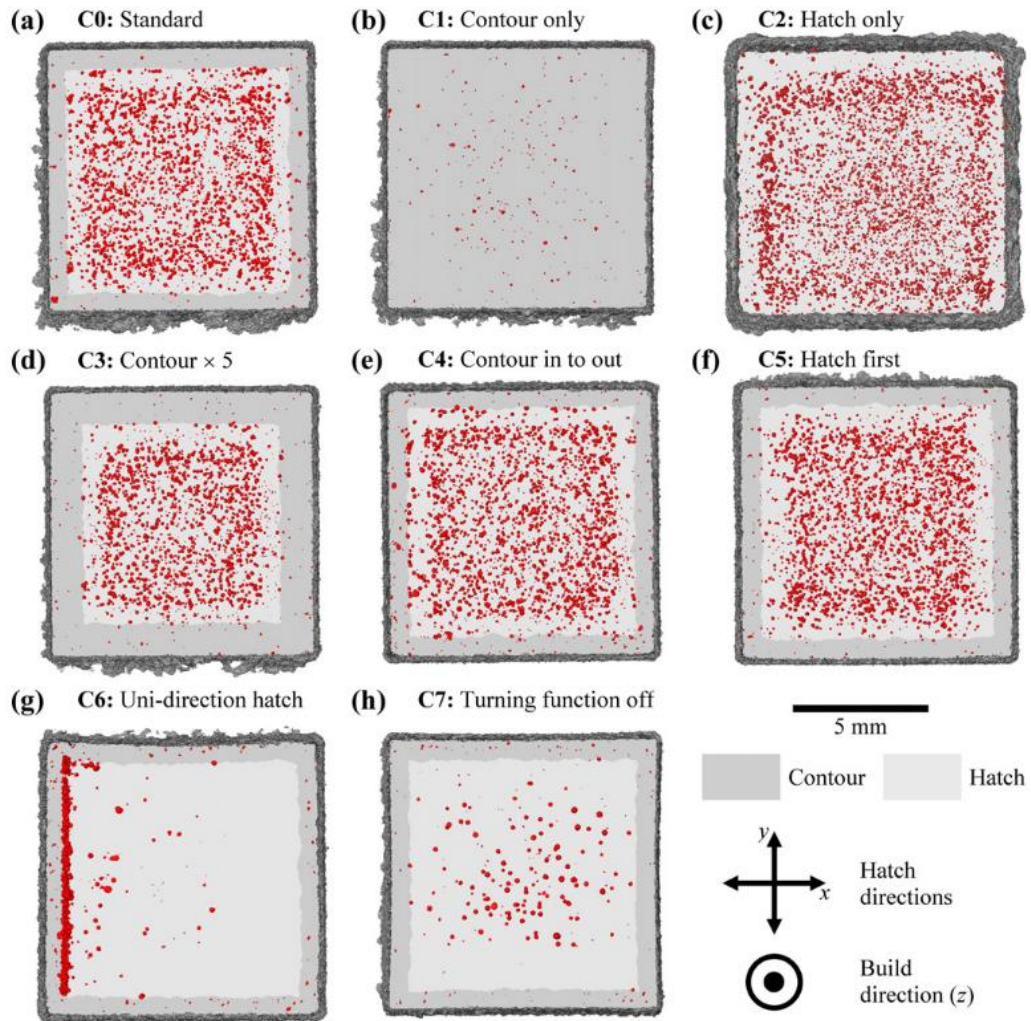 (a) C0: Standard
(b) C1: Contour only
(c) C2: Hatch only
(d) C3: Contour × 5
(e) C4: Contour in to out
(f) C5: Hatch first
(g) C6: Uni-direction hatch
(h) C7: Turning function off
5 mm
Contour
Hatch
y
x
Hatch
directions
Build
direction (z)